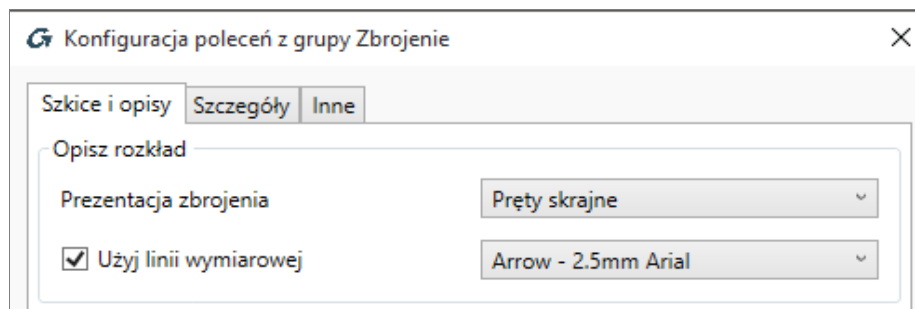 Konfiguracja poleceń z grupy Zbrojenie
Szkice i opisy Szczegóły Inne
Opisz rozkład
Prezentacja zbrojenia Pręty skrajne
Użyj linii wymiarowej Arrow - 2.5mm Arial